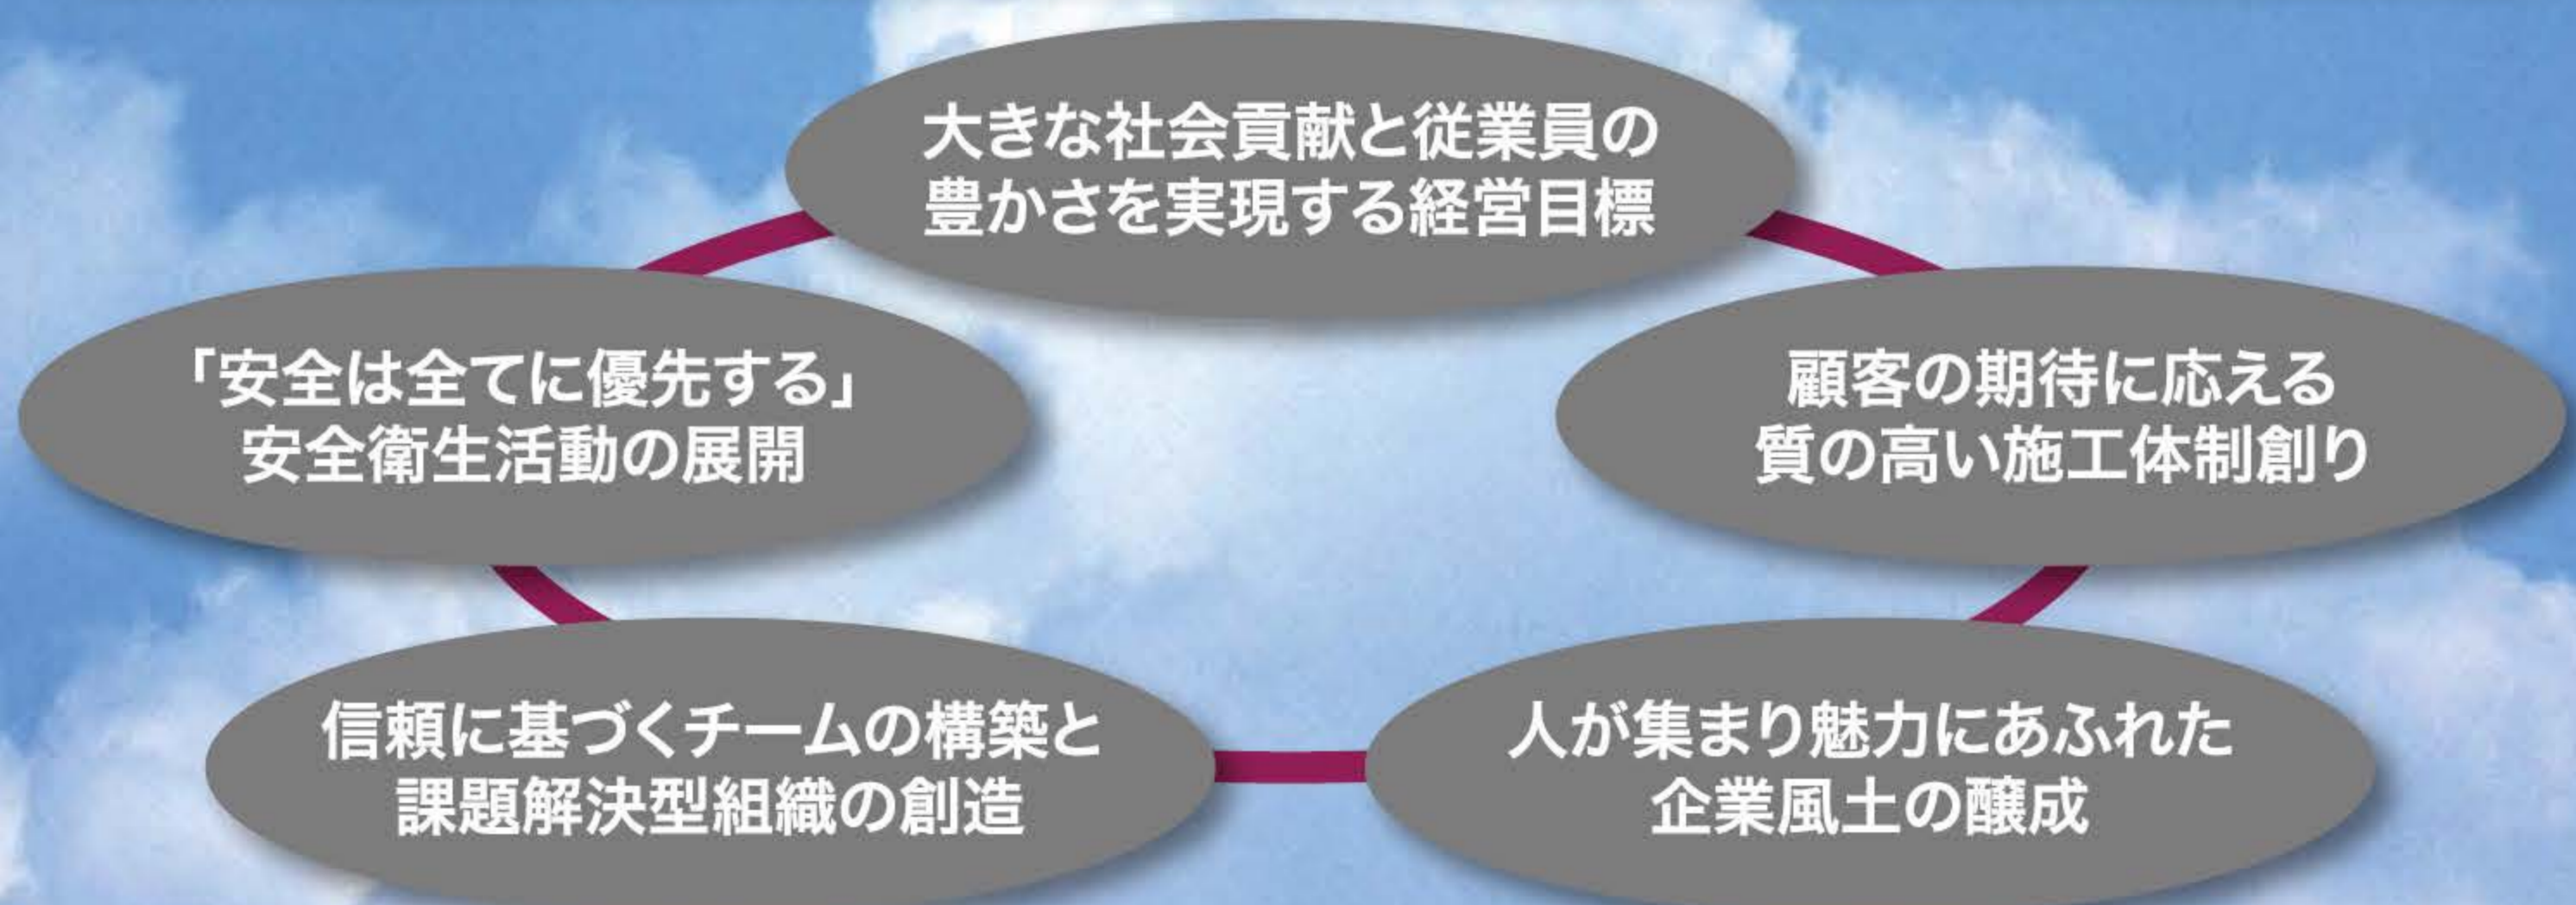 大きな社会貢献と従業員の
豊かさを実現する経営目標
「安全は全てに優先する」
安全衛生活動の展開
顧客の期待に応える
質の高い施工体制創り
信頼に基づくチームの構築と
課題解決型組織の創造
人が集まり魅力にあふれた
企業風土の醸成